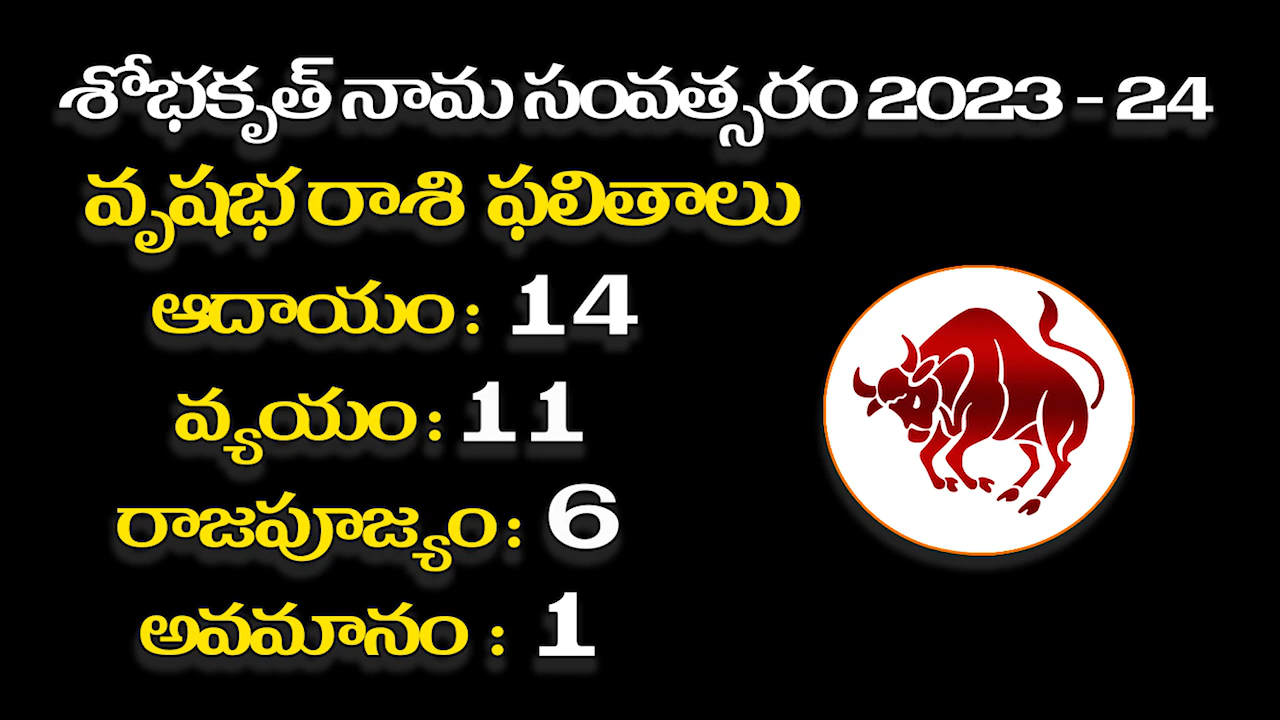 శోభకృత్ నామ సంవత్సరం 2023 - 24
వృషభ రాశి ఫలితాలు
ఆదాయం : 14
వ్యయం : 11
రాజపూజ్యం : 6
అవమానం : 1